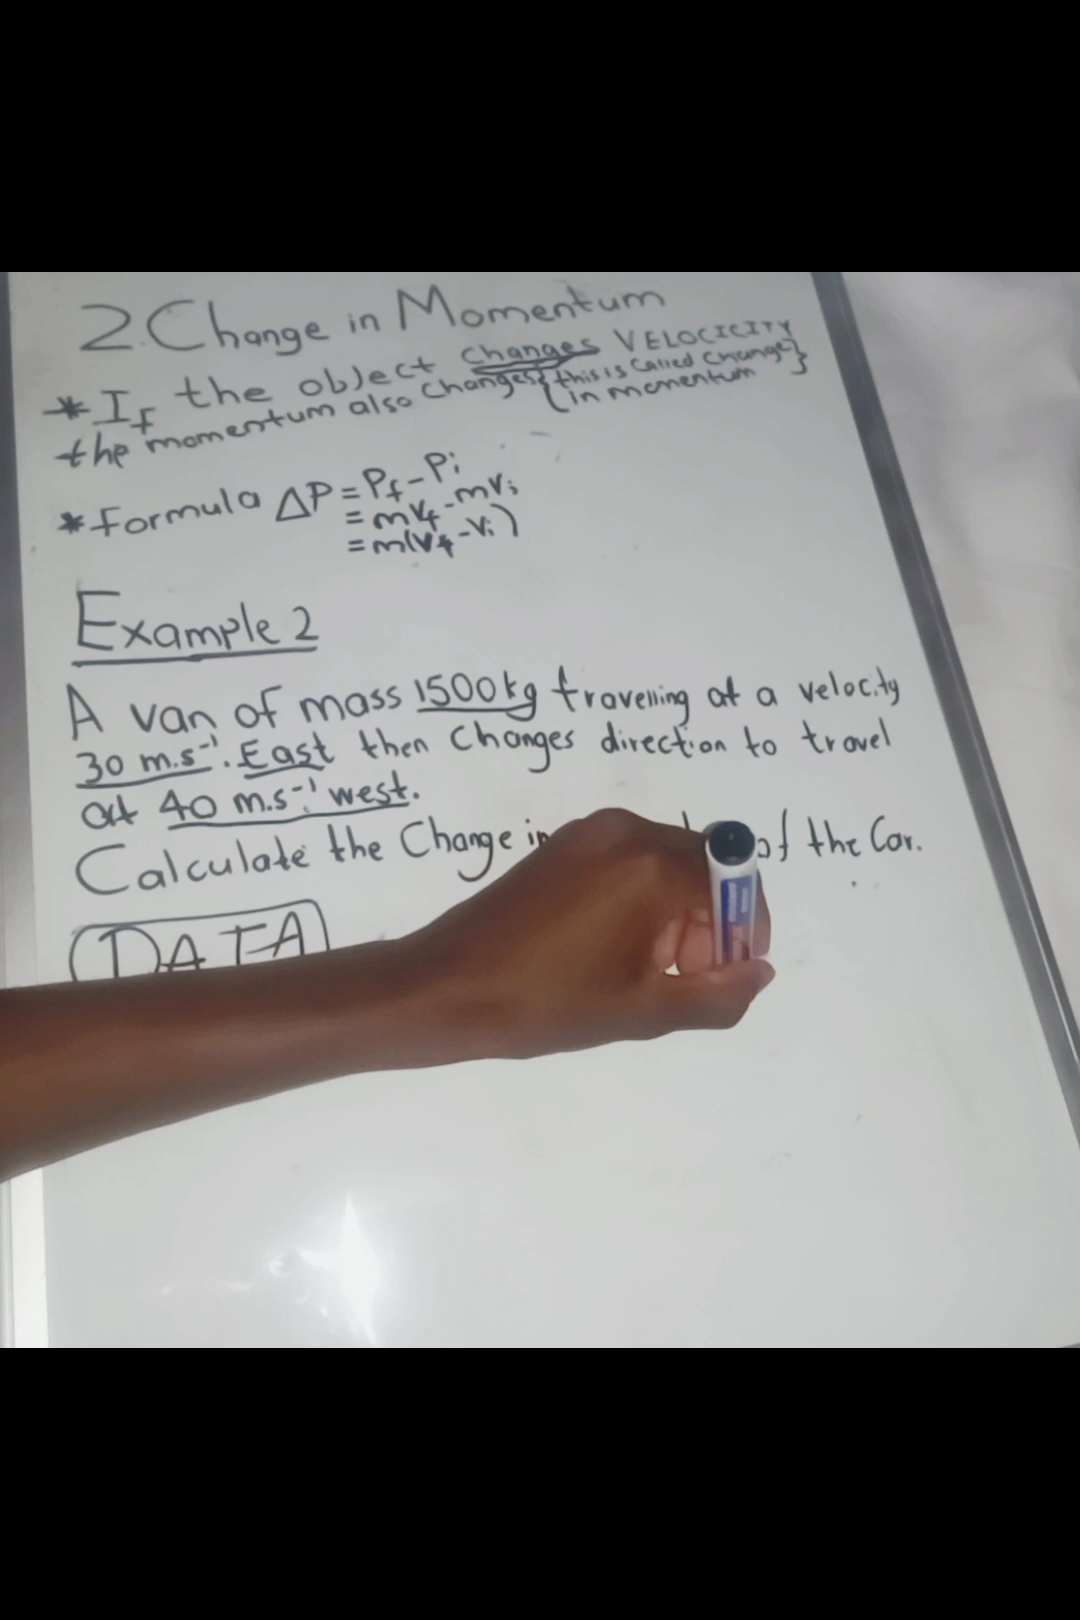 2. Change in Momentum
* If the object changes VELOCICITY
the momentum also changes { this is called change }
in momentum
* Formula ΔP = Pf - Pi
= mvf - mvi
= m(vf - vi)
Example 2
A van of mass 1500kg travelling at a velocity
30 m.s⁻¹. East then changes direction to travel
at 40 m.s⁻¹ west.
Calculate the Change in of the Car.
DATA